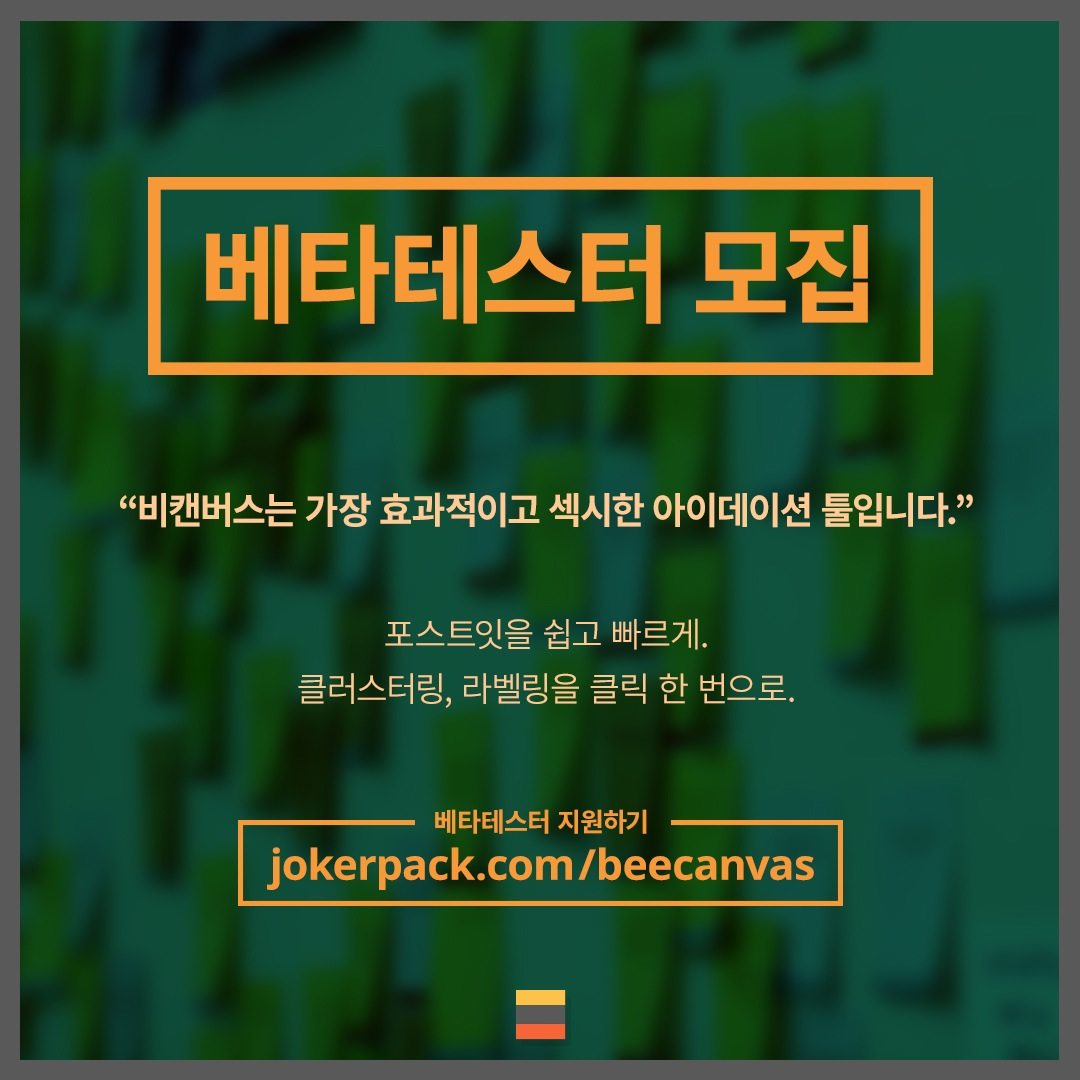 베타테스터 모집
“비캔버스는 가장 효과적이고 섹시한 아이데이션 툴입니다.”
포스트잇을 쉽고 빠르게.
클러스터링, 라벨링을 클릭 한 번으로.
베타테스터 지원하기
jokerpack.com/beecanvas